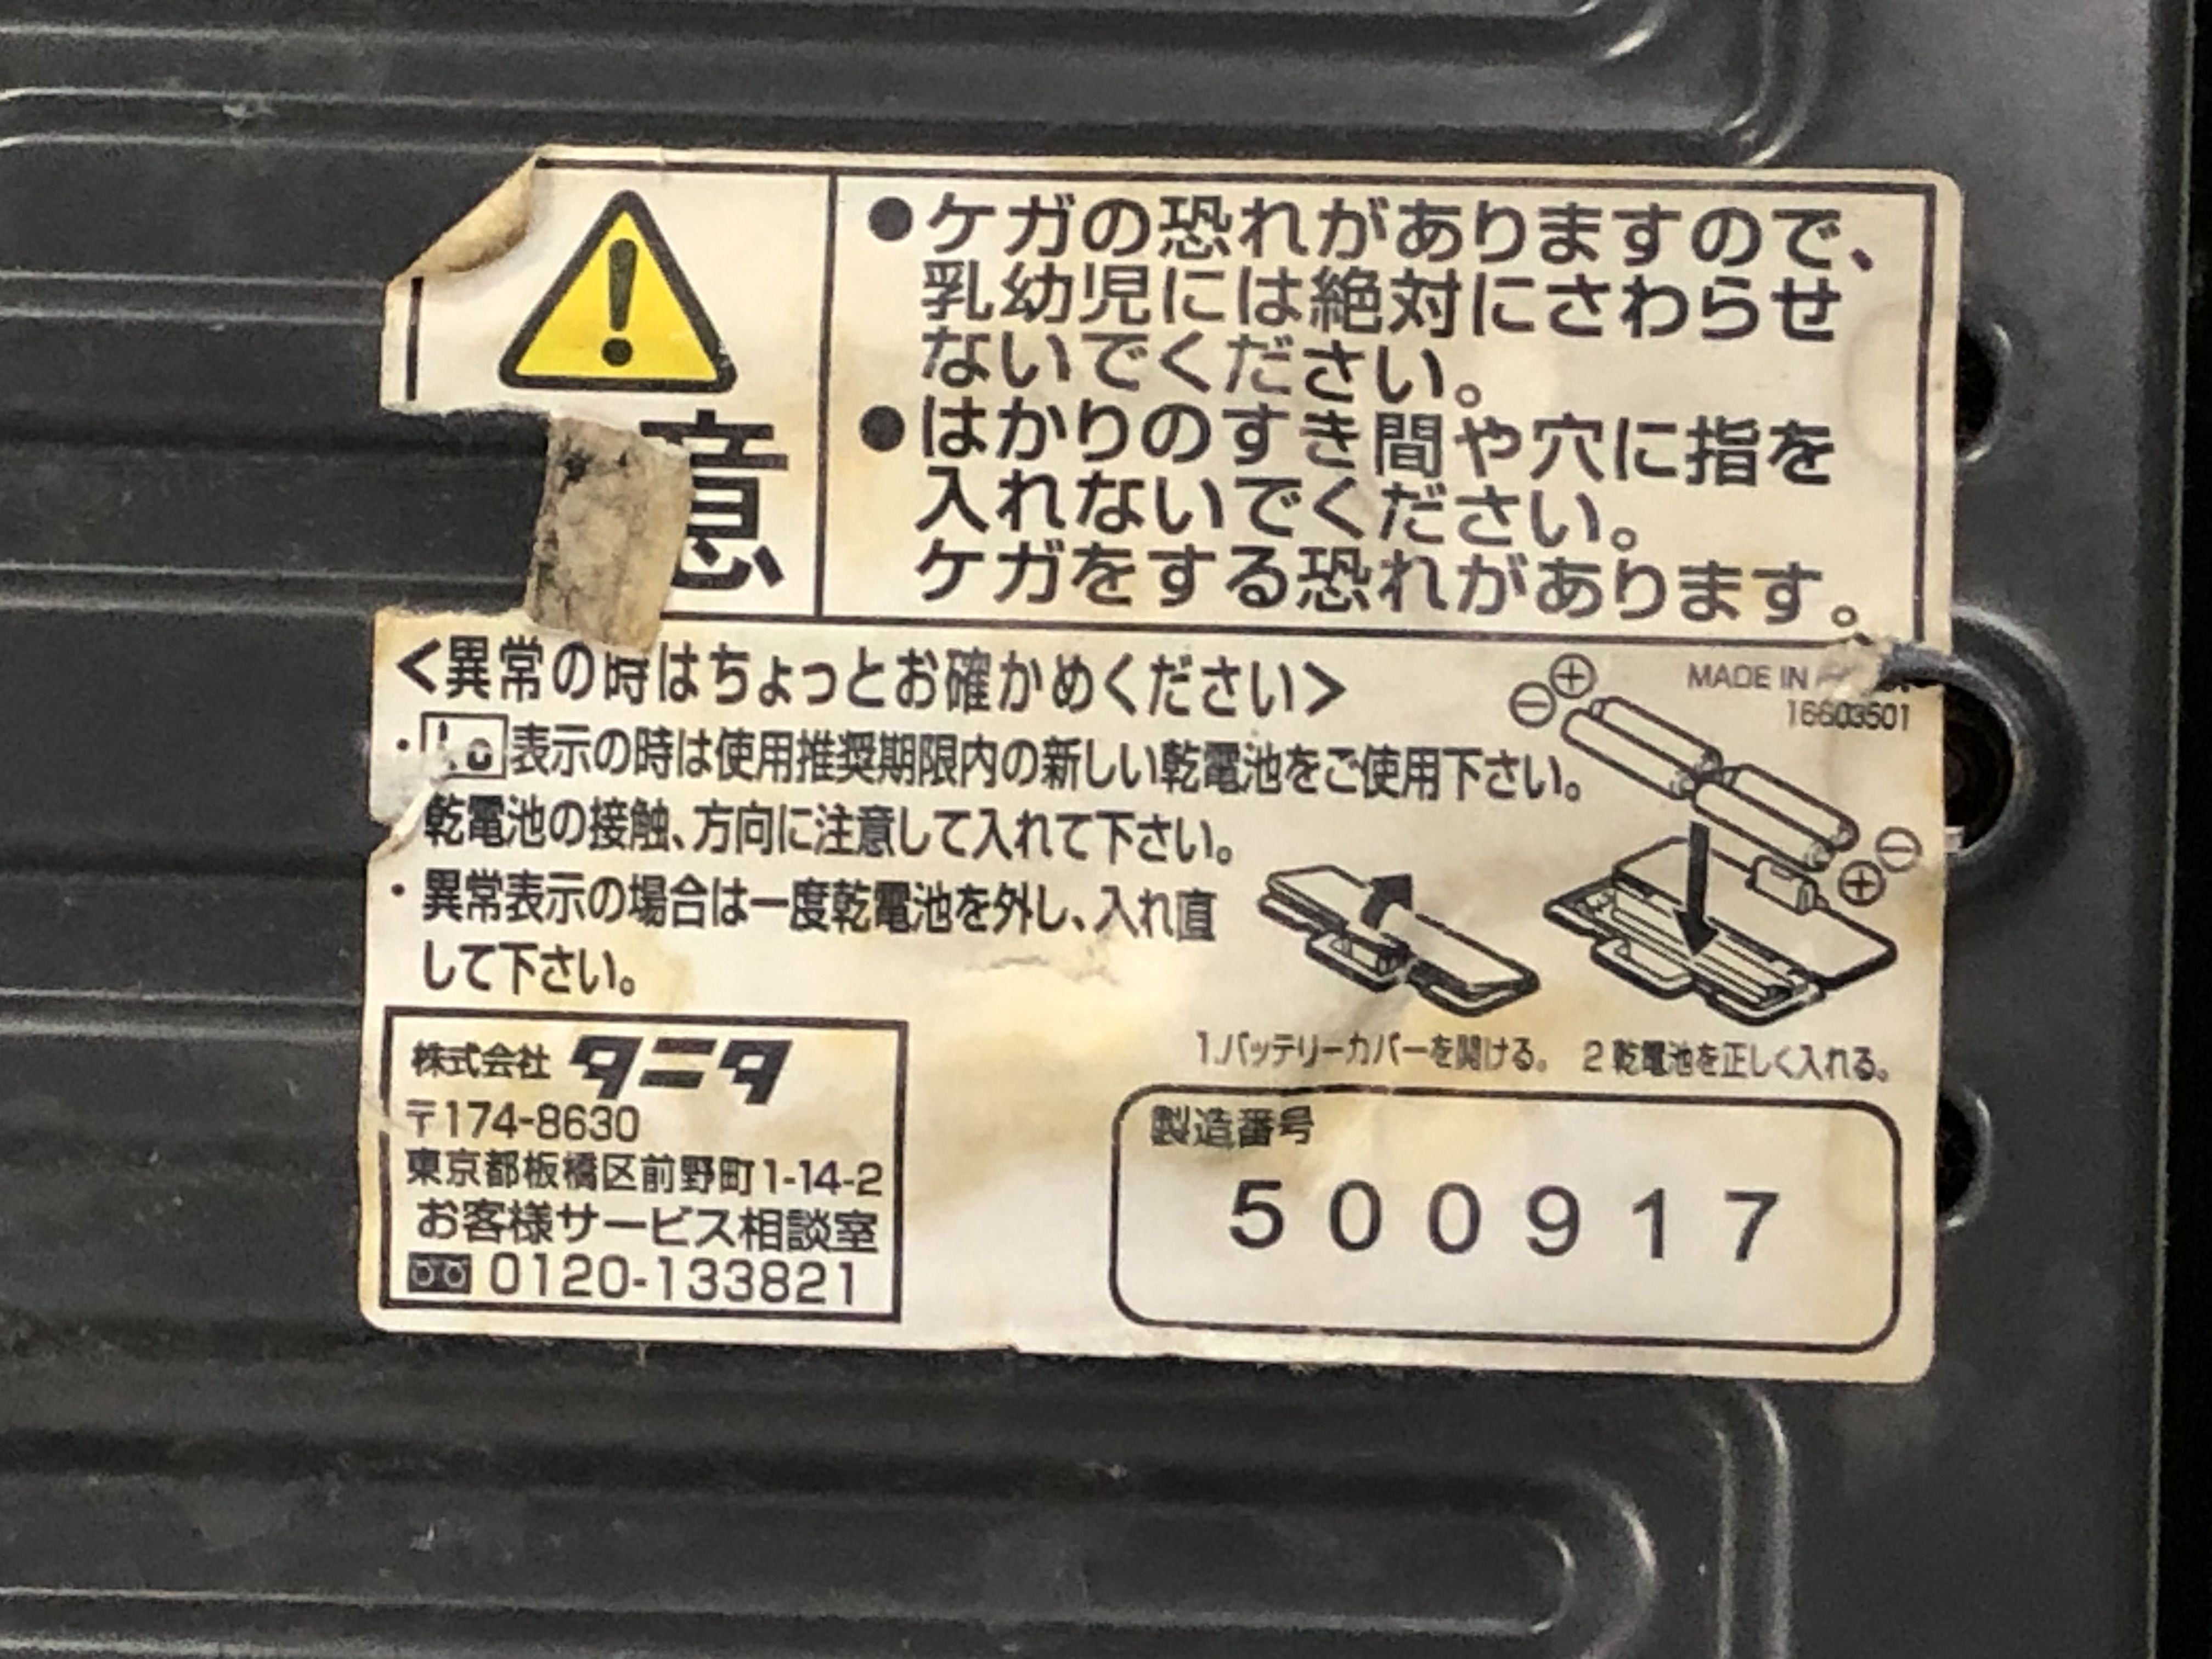 意
●ケガの恐れがありますので、
乳幼児には絶対にさわらせ
ないでください。
●はかりのすき間や穴に指を
入れないでください。
ケガをする恐れがあります。
<異常の時はちょっとお確かめください>
・Lo表示の時は使用推奨期限内の新しい乾電池をご使用下さい。
乾電池の接触、方向に注意して入れて下さい。
・異常表示の場合は一度乾電池を外し、入れ直
して下さい。
MADE IN
16603501
⊕
⊖
⊖
⊕
1.バッテリーカバーを開ける。
2 乾電池を正しく入れる。
株式会社 タニタ
〒174-8630
東京都板橋区前野町1-14-2
お客様サービス相談室
0120-133821
製造番号
500917